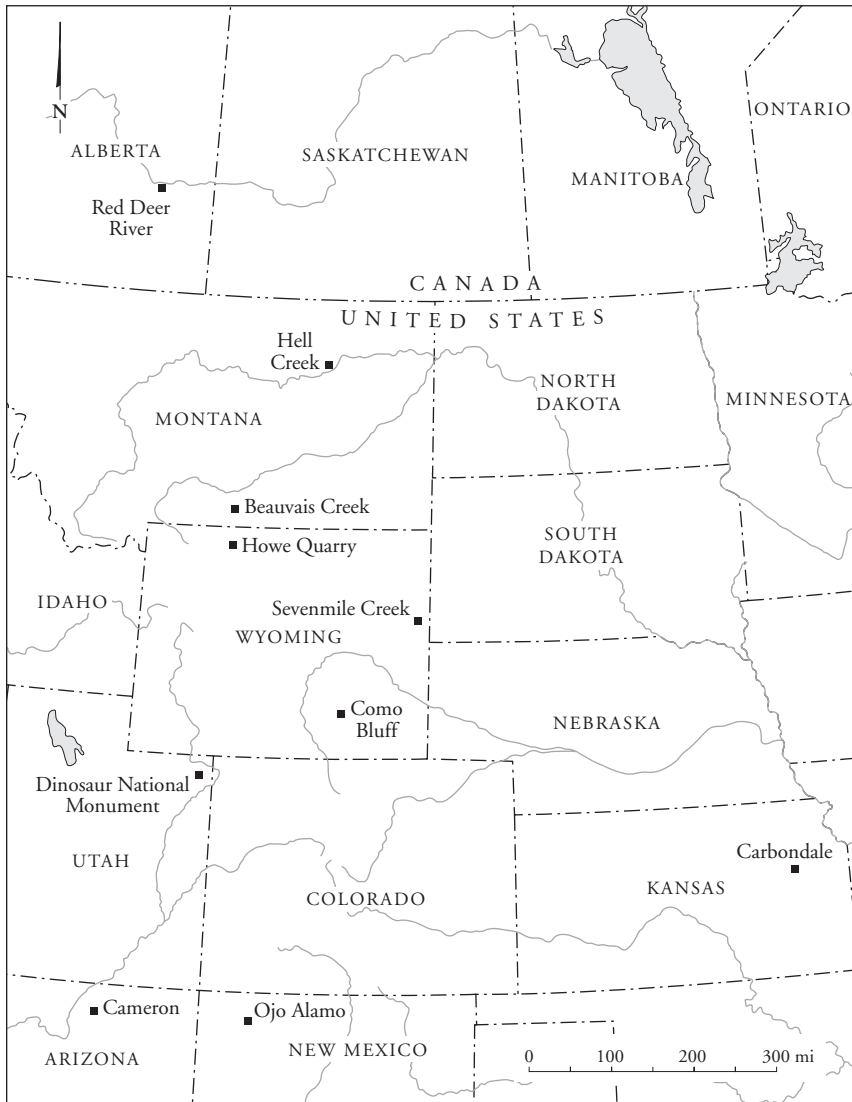 ONTARIO
N
ALBERTA
SASKATCHEWAN
MANITOBA
Red Deer
River
CANADA
UNITED STATES
Hell
Creek
NORTH
DAKOTA
MINNESOTA
MONTANA
Beauvais Creek
SOUTH
DAKOTA
Howe Quarry
IDAHO
Sevenmile Creek
WYOMING
Como
Bluff
NEBRASKA
Dinosaur National
Monument
Carbondale
UTAH
COLORADO
KANSAS
Cameron
Ojo Alamo
ARIZONA
NEW MEXICO
0 100 200 300 mi